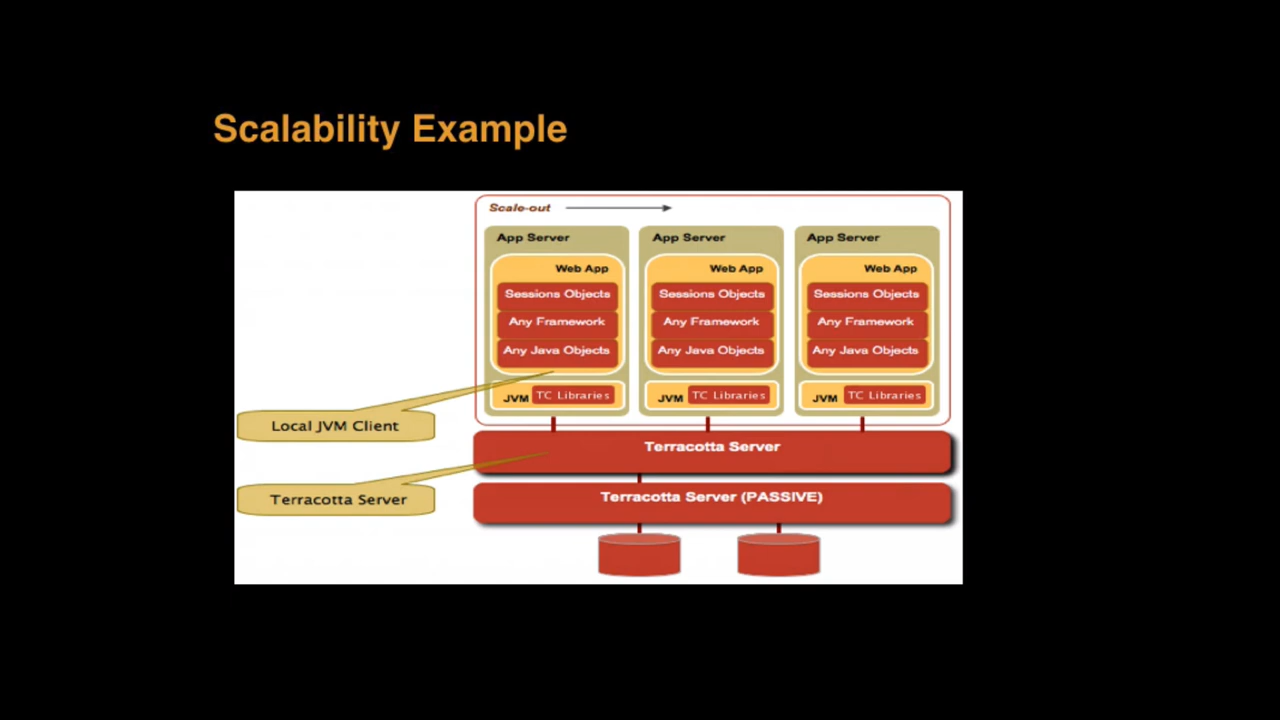 Scalability Example
Scale-out
App Server
Web App
Sessions Objects
Any Framework
Any Java Objects
JVM TC Libraries
App Server
Web App
Sessions Objects
Any Framework
Any Java Objects
JVM TC Libraries
App Server
Web App
Sessions Objects
Any Framework
Any Java Objects
JVM TC Libraries
Local JVM Client
Terracotta Server
Terracotta Server
Terracotta Server (PASSIVE)